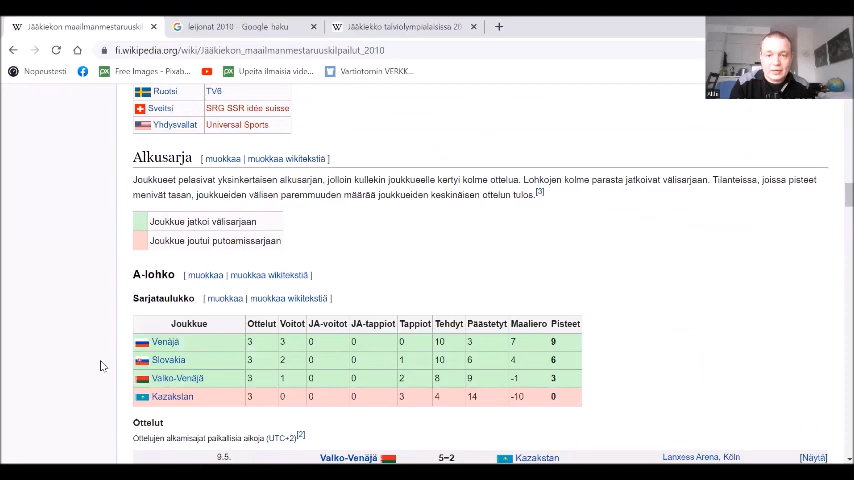 Jääkiekon maailmanmestaruuskil
leijonat 2010 - Google haku
Jääkiekko talviolympialaisissa 20
fi.wikipedia.org/wiki/Jääkiekon_maailmanmestaruuskilpailut_2010
Nopeustesti
Free Images - Pixab...
Upeita ilmaisia video...
Vartiotornin VERKK...
Ahti
Ruotsi TV6
Sveitsi SRG SSR idée suisse
Yhdysvallat Universal Sports
Alkusarja [ muokkaa | muokkaa wikitekstiä ]
Joukkueet pelasivat yksinkertaisen alkusarjan, jolloin kullekin joukkueelle kertyi kolme ottelua. Lohkojen kolme parasta jatkoivat välisarjaan. Tilanteissa, joissa pisteet
menivät tasan, joukkueiden välisen paremmuuden määrää joukkueiden keskinäisen ottelun tulos.[3]
Joukkue jatkoi välisarjaan
Joukkue joutui putoamissarjaan
A-lohko [ muokkaa | muokkaa wikitekstiä ]
Sarjataulukko [ muokkaa | muokkaa wikitekstiä ]
Joukkue Ottelut Voitot JA-voitot JA-tappiot Tappiot Tehdyt Päästetyt Maaliero Pisteet
Venäjä 3 3 0 0 0 10 3 7 9
Slovakia 3 2 0 0 1 10 6 4 6
Valko-Venäjä 3 1 0 0 2 8 9 -1 3
Kazakstan 3 0 0 0 3 4 14 -10 0
Ottelut
Ottelujen alkamisajat paikallisia aikoja (UTC+2)[2]
9.5. Valko-Venäjä 5–2 Kazakstan Lanxess Arena, Köln [Näytä]